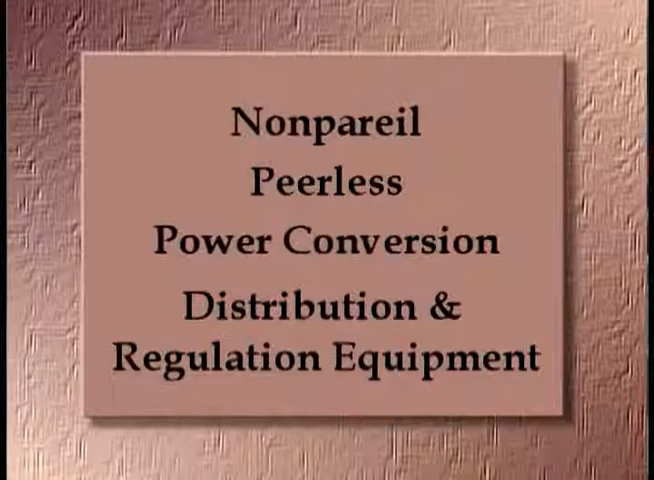 Nonpareil
Peerless
Power Conversion
Distribution &
Regulation Equipment